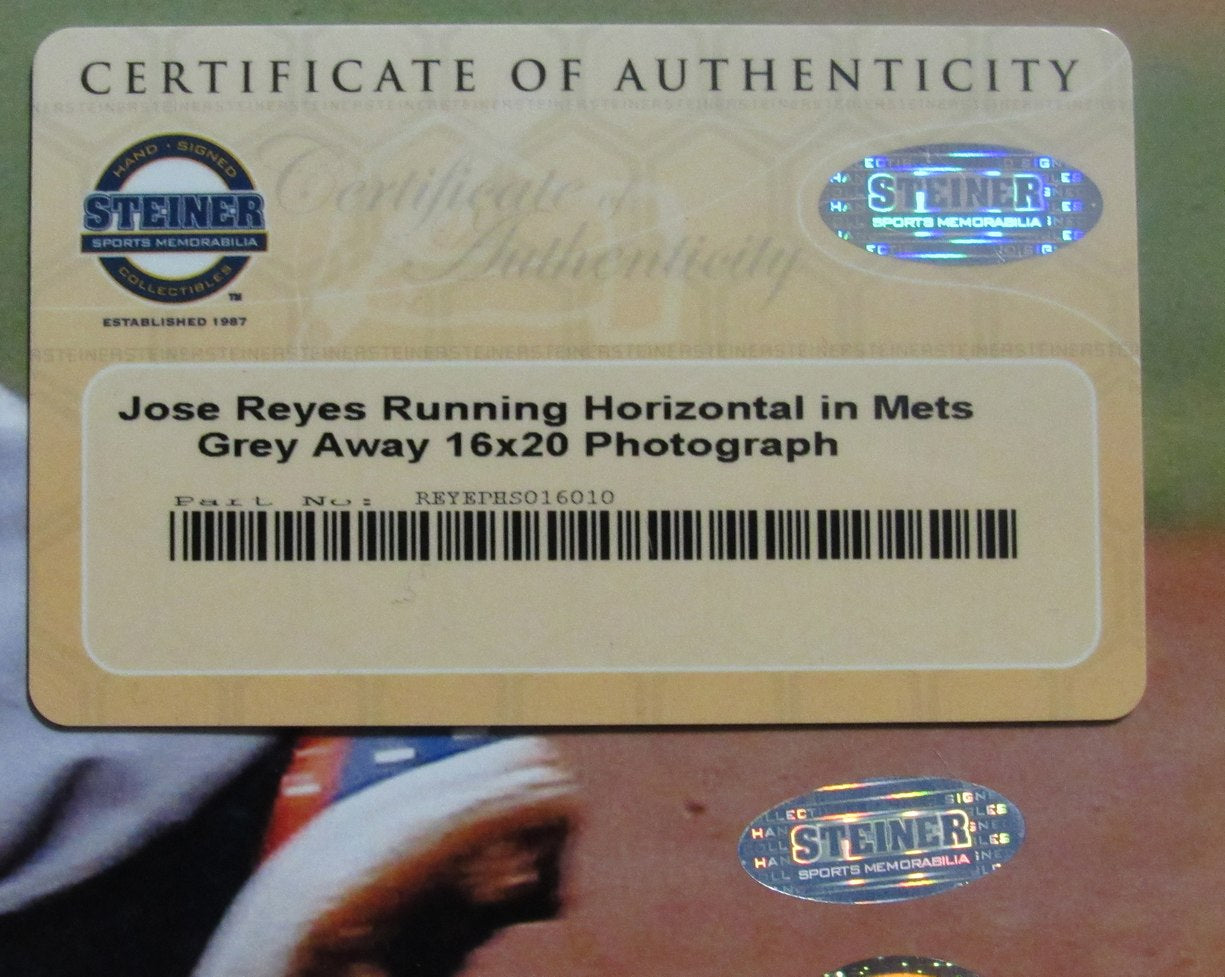 CERTIFICATE OF AUTHENTICITY
HAND · SIGNED
STEINER
SPORTS MEMORABILIA
COLLECTIBLES
TM
ESTABLISHED 1987
Certificate of
Authenticity
STEINER
SPORTS MEMORABILIA
Jose Reyes Running Horizontal in Mets
Grey Away 16x20 Photograph
Part No: REYEPHS016010
STEINER
SPORTS MEMORABILIA